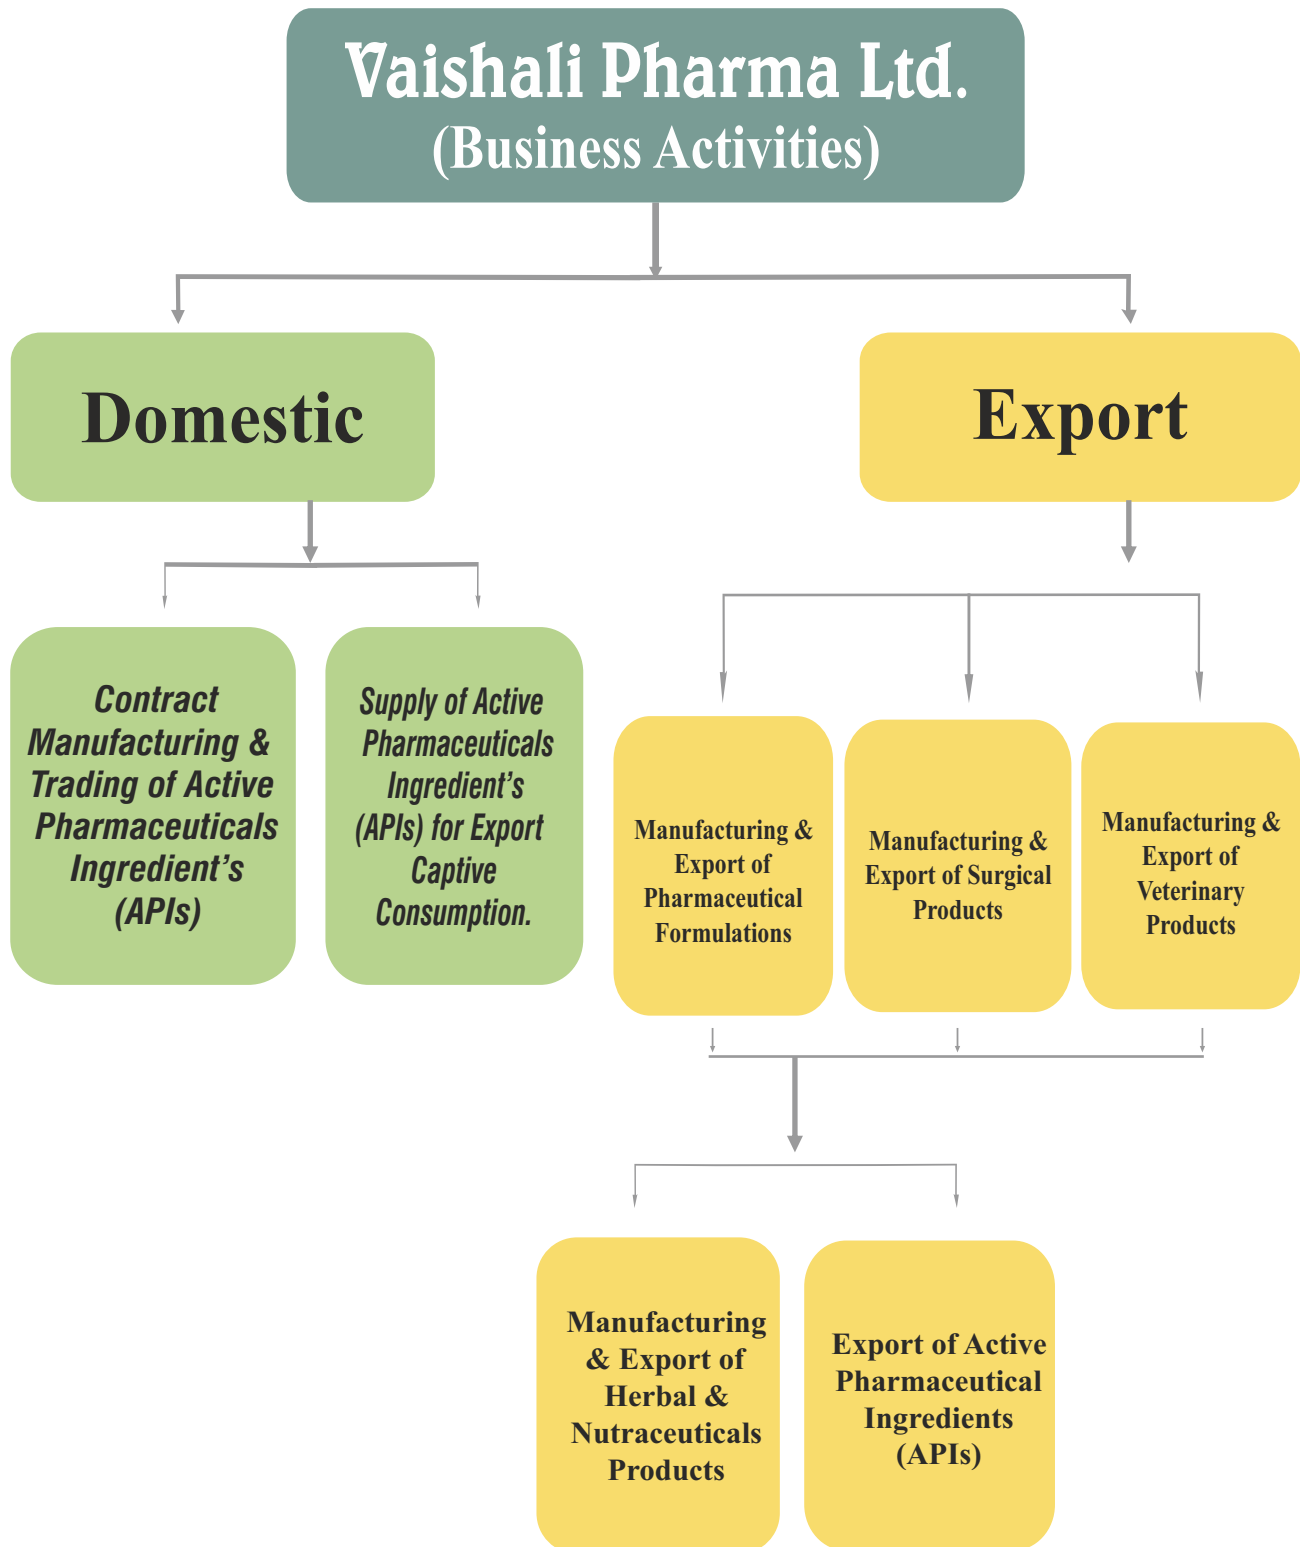 Vaishali Pharma Ltd.
(Business Activities)
Domestic
Export
Contract
Manufacturing &
Trading of Active
Pharmaceuticals
Ingredient’s
(APIs)
Supply of Active
Pharmaceuticals
Ingredient’s
(APIs) for Export
Captive
Consumption.
Manufacturing &
Export of
Pharmaceutical
Formulations
Manufacturing &
Export of Surgical
Products
Manufacturing &
Export of
Veterinary
Products
Manufacturing
& Export of
Herbal &
Nutraceuticals
Products
Export of Active
Pharmaceutical
Ingredients
(APIs)